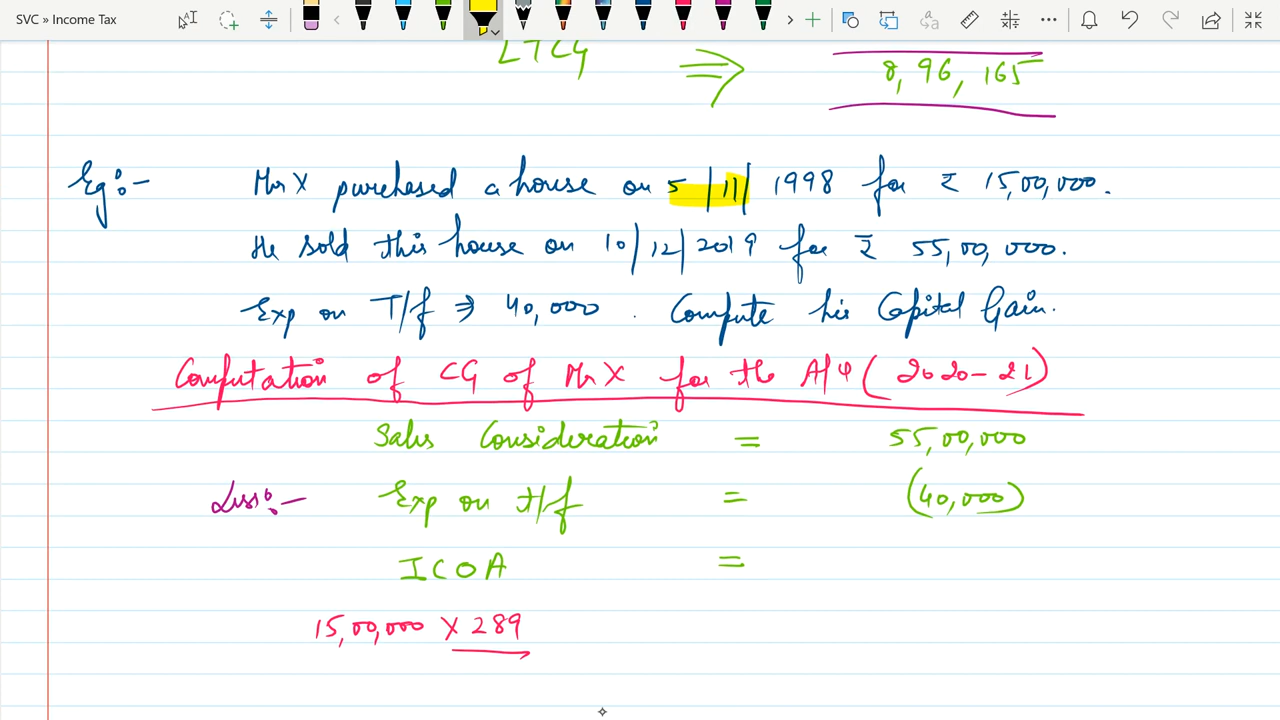 SVC » Income Tax
LTCG ⇒ 8,96,165
Eg:- Mr X purchased a house on 5/11/1998 for ₹ 15,00,000.
He sold this house on 10/12/2019 for ₹ 55,00,000.
Exp on T/f ⇒ 40,000. Compute his Capital Gain.
Computation of CG of Mr X for the A/Y (2020-21)
Sales Consideration = 55,00,000
Less:- Exp on t/f = (40,000)
ICOA =
15,00,000 X 289